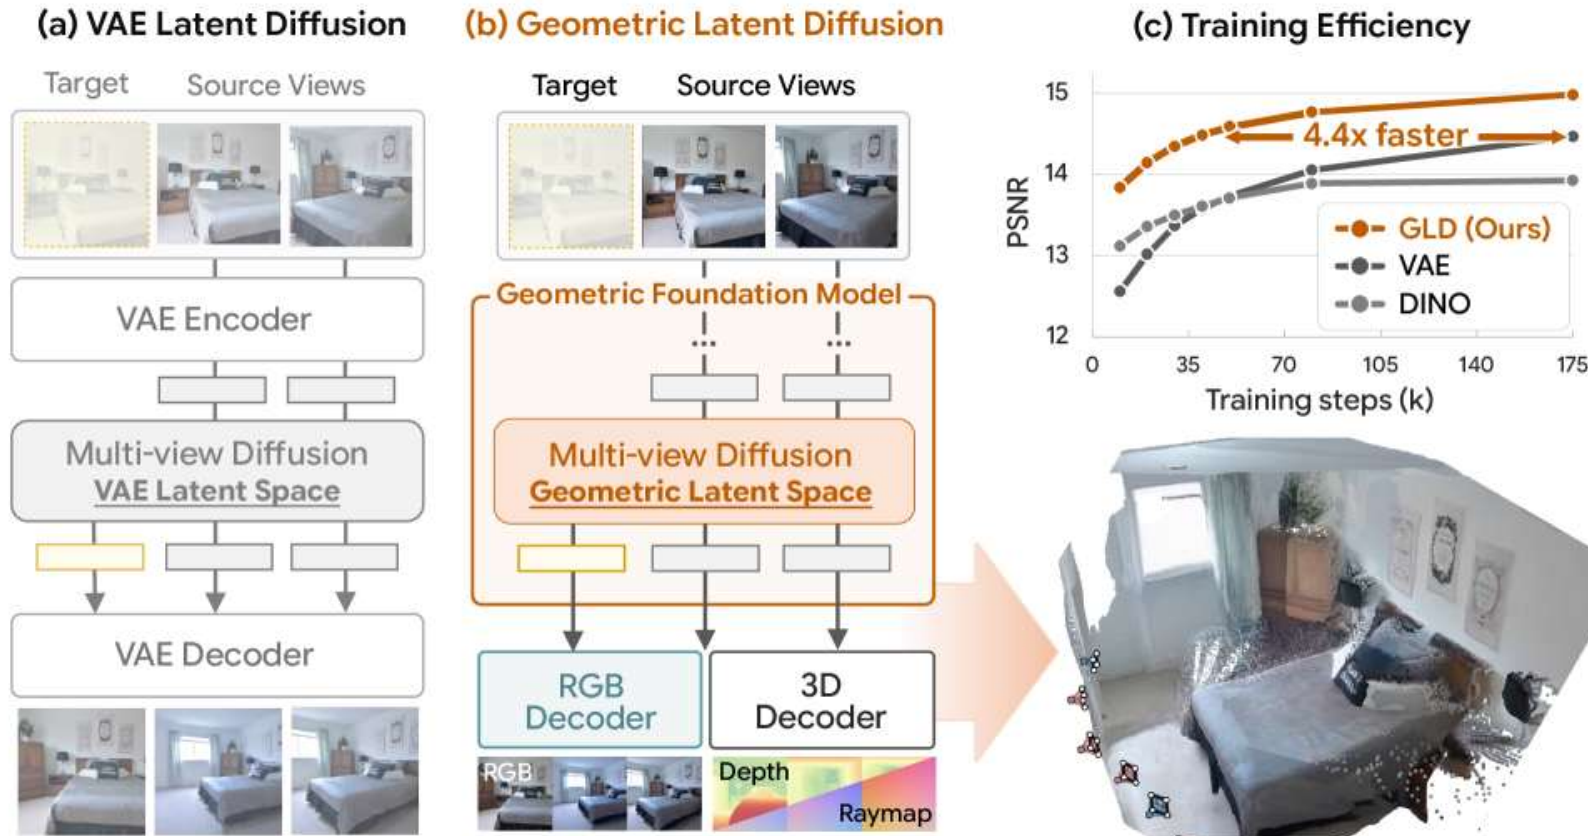 (a) VAE Latent Diffusion
Target
Source Views
VAE Encoder
Multi-view Diffusion
VAE Latent Space
VAE Decoder
(b) Geometric Latent Diffusion
Target
Source Views
Geometric Foundation Model
...
...
Multi-view Diffusion
Geometric Latent Space
RGB
Decoder
3D
Decoder
RGB
Depth
Raymap
(c) Training Efficiency
PSNR
15
14
13
12
4.4x faster
GLD (Ours)
VAE
DINO
0
35
70
105
140
175
Training steps (k)